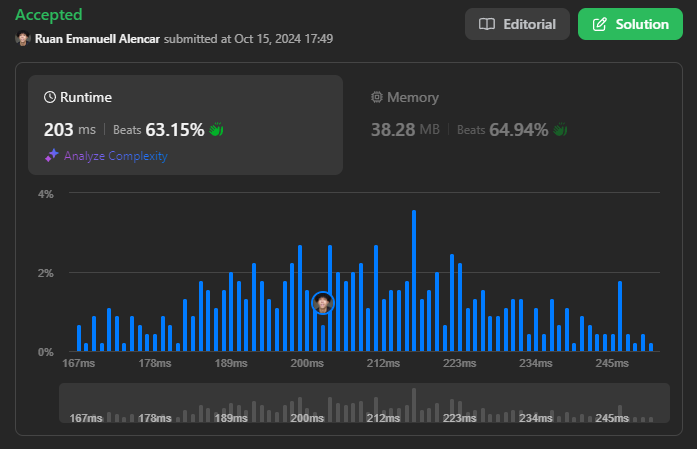 Accepted
Editorial
Solution
Ruan Emanuell Alencar submitted at Oct 15, 2024 17:49
Runtime
Memory
203 ms | Beats 63.15%
38.28 MB | Beats 64.94%
Analyze Complexity
4%
2%
0%
167ms 178ms 189ms 200ms 212ms 223ms 234ms 245ms
167ms 178ms 189ms 200ms 212ms 223ms 234ms 245ms